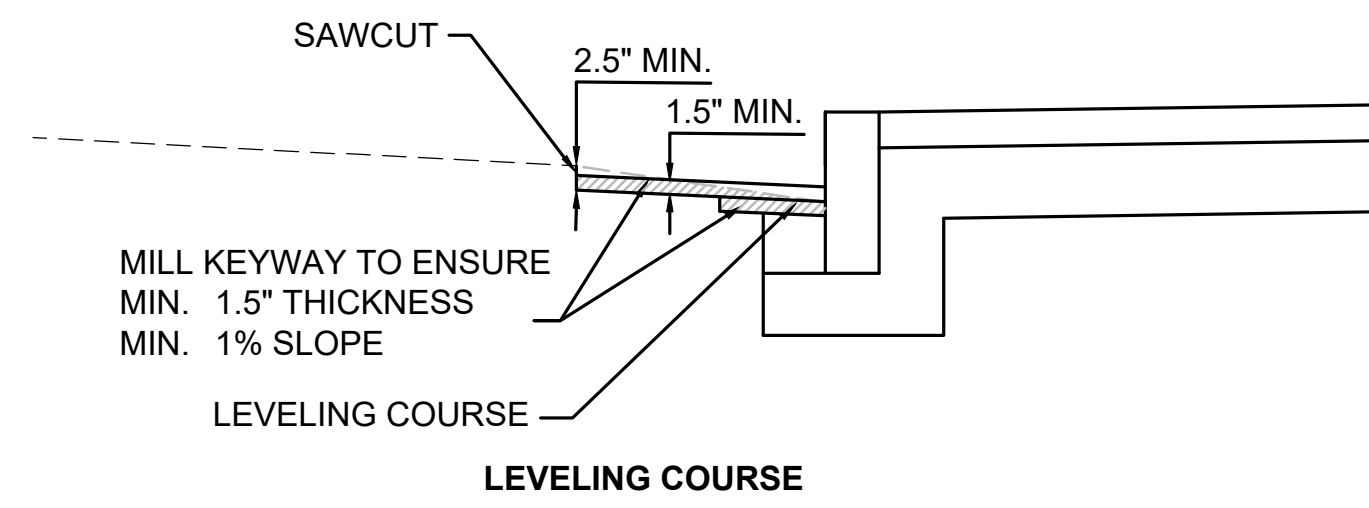 SAWCUT
2.5" MIN.
1.5" MIN.
MILL KEYWAY TO ENSURE
MIN. 1.5" THICKNESS
MIN. 1% SLOPE
LEVELING COURSE
LEVELING COURSE